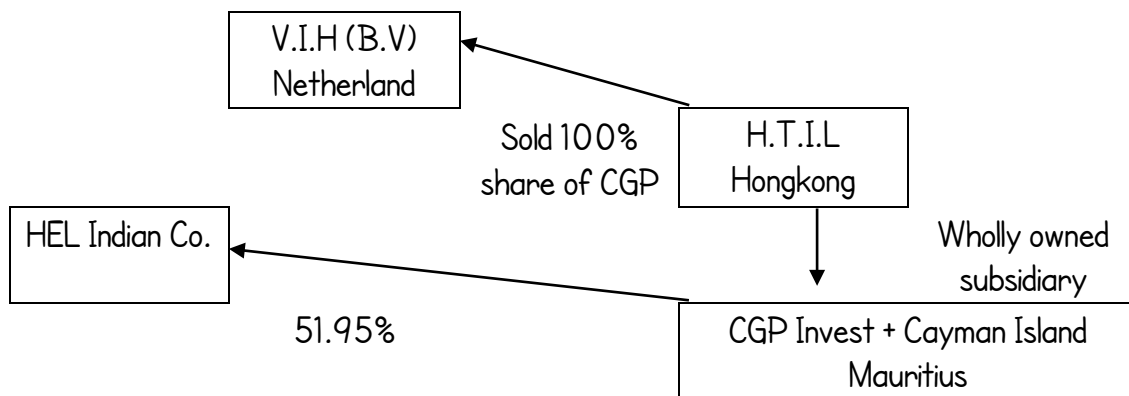 V.I.H (B.V)
Netherland
Sold 100%
share of CGP
H.T.I.L
Hongkong
HEL Indian Co.
Wholly owned
subsidiary
51.95%
CGP Invest + Cayman Island
Mauritius